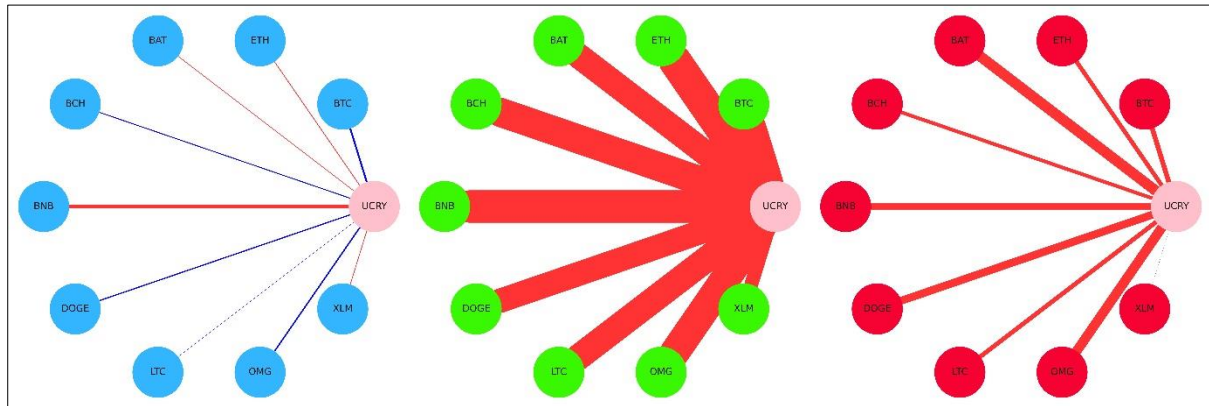 BAT
ETH
BCH
BTC
BNB
UCRY
DOGE
XLM
LTC
OMG
BAT
ETH
BCH
BTC
BNB
UCRY
DOGE
XLM
LTC
OMG
BAT
ETH
BCH
BTC
BNB
UCRY
DOGE
XLM
LTC
OMG